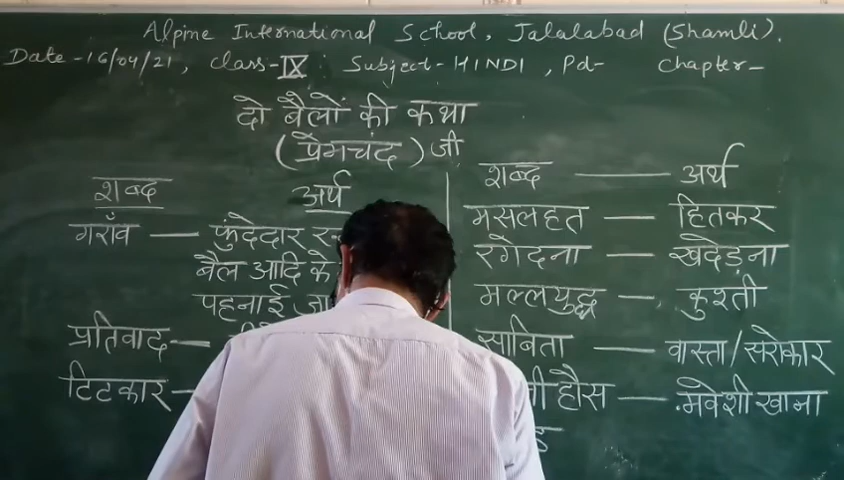 Alpine International School, Jalalabad (Shamli).
Date - 16/04/21, Class-IX Subject - HINDI, Pd- Chapter-
दो बैलों की कथा
(प्रेमचंद) जी
शब्द अर्थ
गराँव — फुंदेदार
बैल आदि के
पहनाई
प्रतिवाद —
टिटकार —
शब्द — अर्थ
मसलहत — हितकर
रगेदना — खदेड़ना
मल्लयुद्ध — कुश्ती
साबिता — वास्ता/सरोकार
हौस — मवेशीखाना